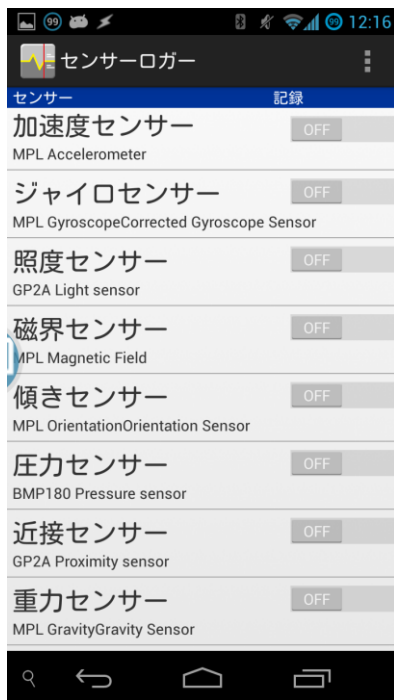 99 99 12:16
センサーロガー
センサー 記録
加速度センサー OFF
MPL Accelerometer
ジャイロセンサー OFF
MPL GyroscopeCorrected Gyroscope Sensor
照度センサー OFF
GP2A Light sensor
磁界センサー OFF
MPL Magnetic Field
傾きセンサー OFF
MPL OrientationOrientation Sensor
圧力センサー OFF
BMP180 Pressure sensor
近接センサー OFF
GP2A Proximity sensor
重力センサー OFF
MPL GravityGravity Sensor